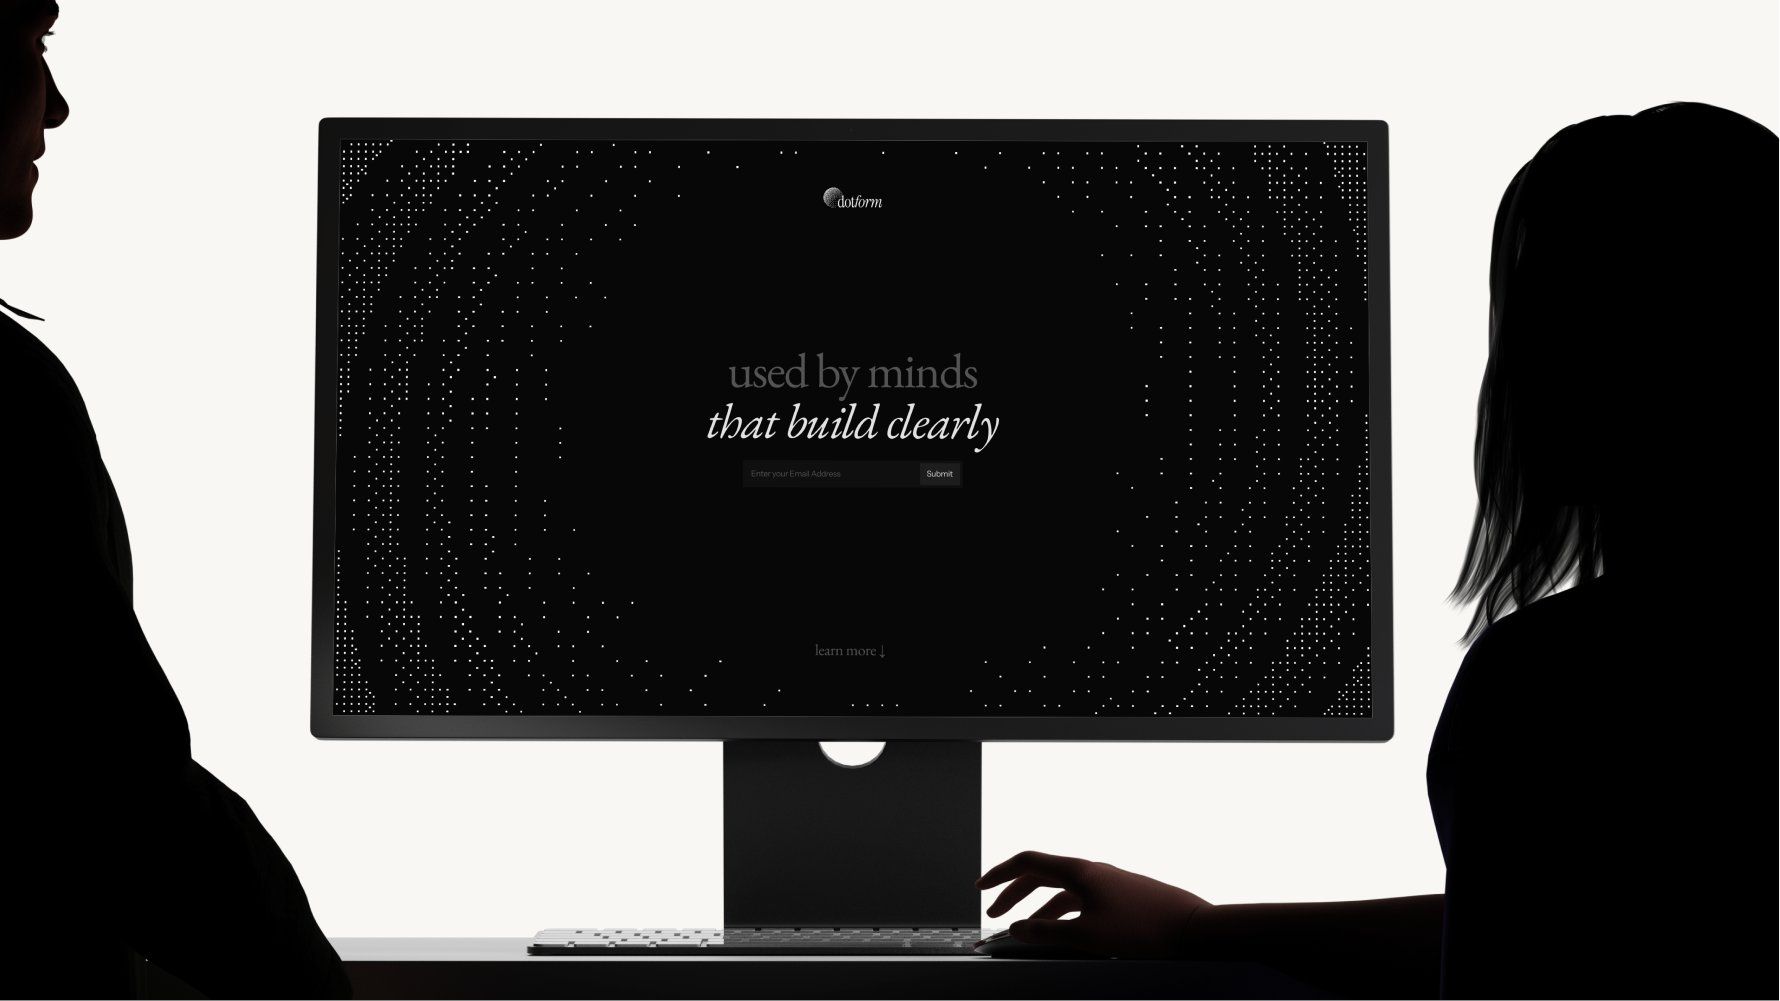 dotform
used by minds
that build clearly
Enter your Email Address
Submit
learn more ↓